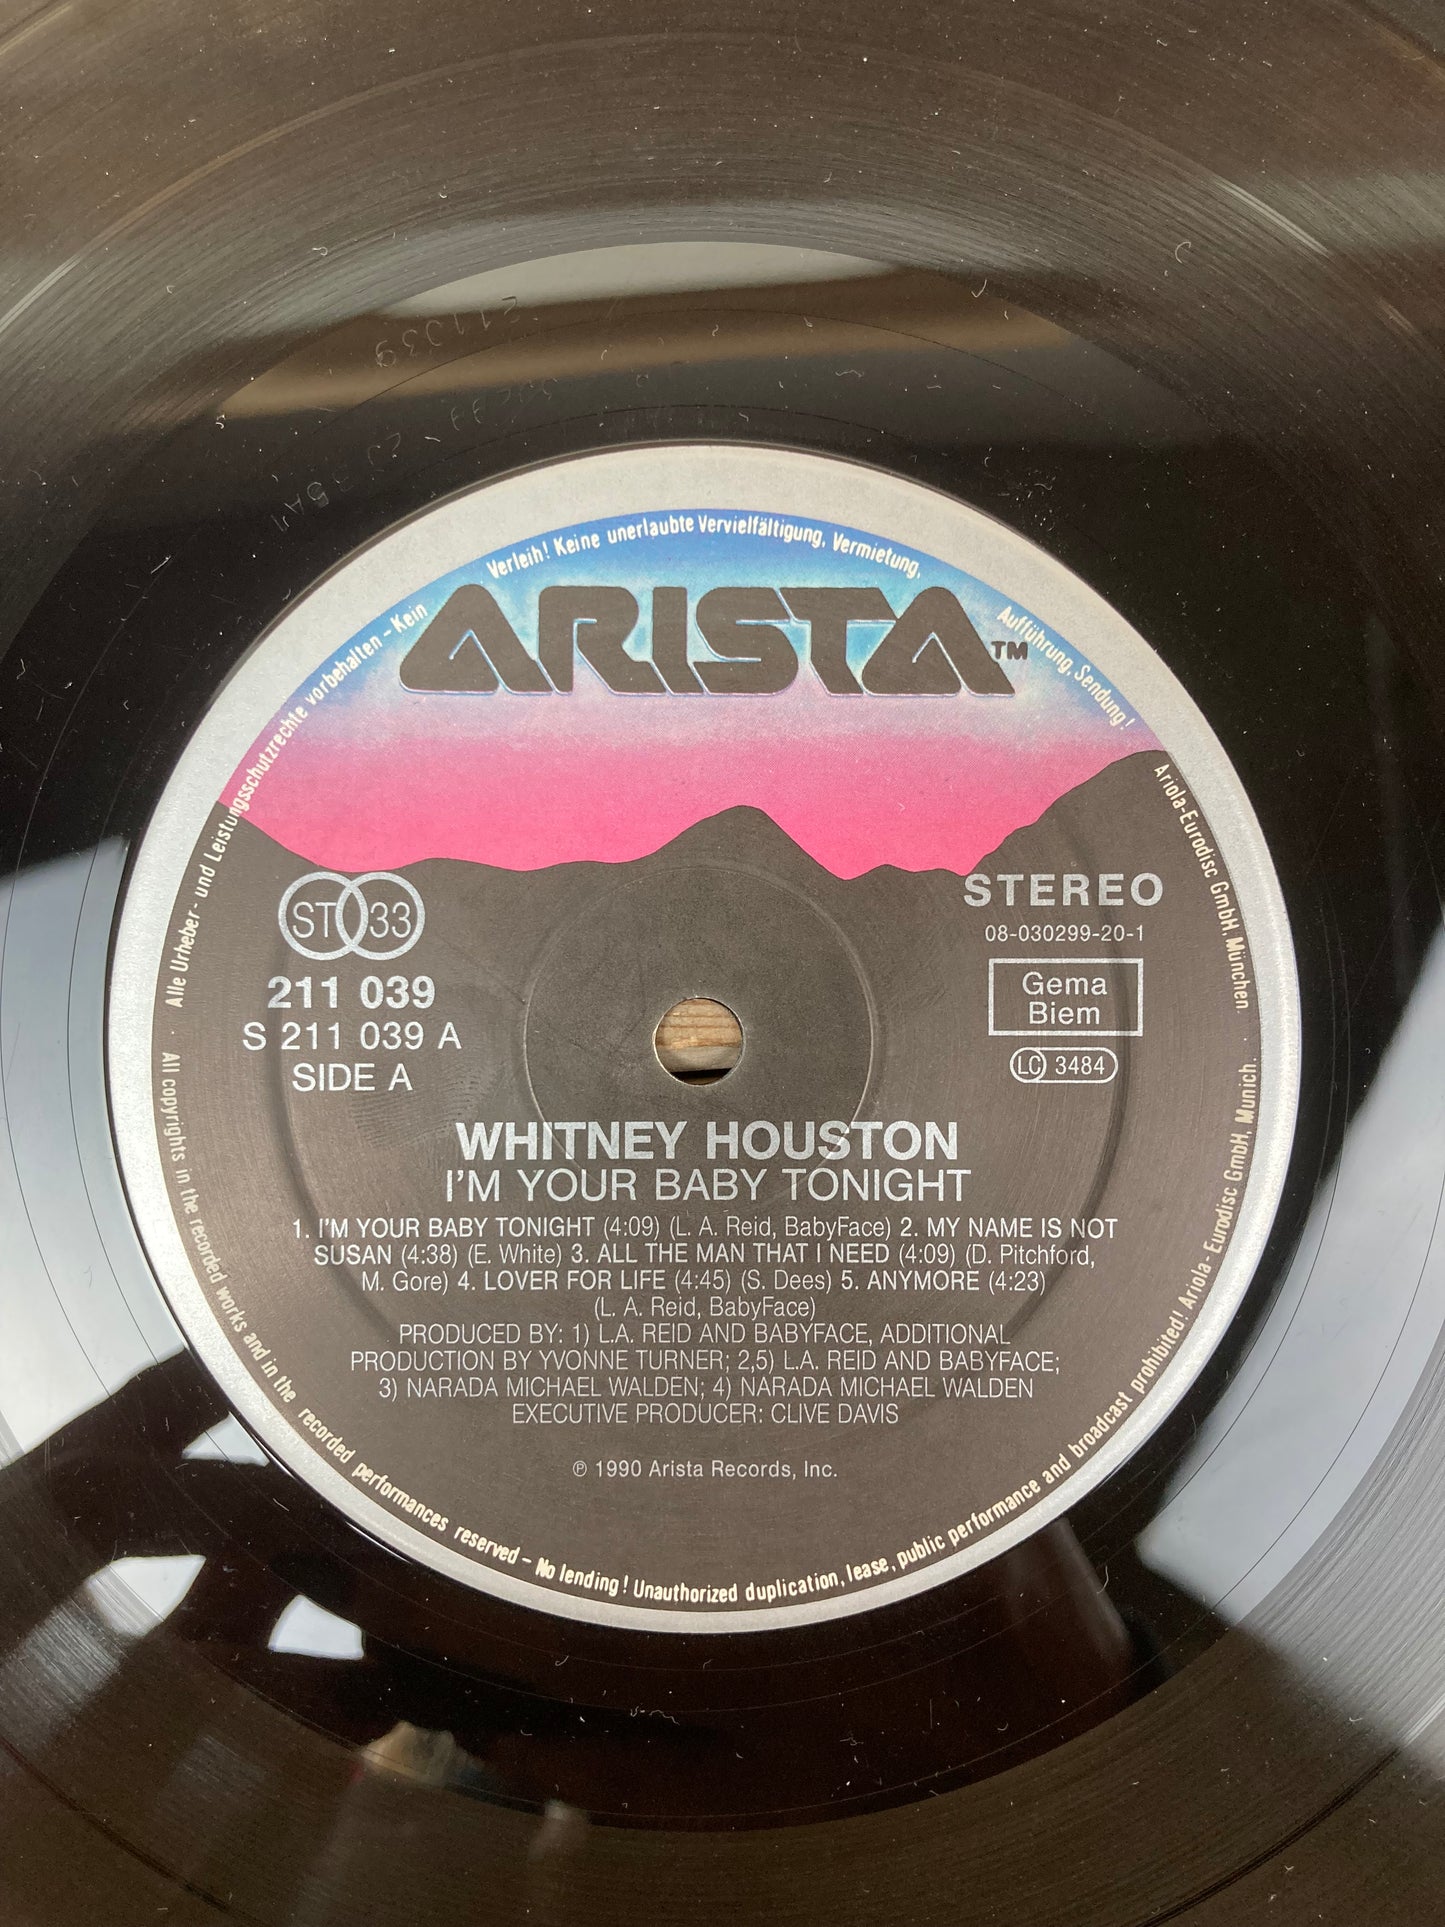 Alle Urheber- und Leistungsschutzrechte vorbehalten - Kein Verleih! Keine unerlaubte Vervielfältigung, Vermietung, Aufführung, Sendung!
ARISTA™
Ariola-Eurodisc GmbH, München.
ST 33
211 039
S 211 039 A
SIDE A
STEREO
08-030299-20-1
Gema
Biem
LC 3484
WHITNEY HOUSTON
I'M YOUR BABY TONIGHT
1. I'M YOUR BABY TONIGHT (4:09) (L. A. Reid, BabyFace) 2. MY NAME IS NOT
SUSAN (4:38) (E. White) 3. ALL THE MAN THAT I NEED (4:09) (D. Pitchford,
M. Gore) 4. LOVER FOR LIFE (4:45) (S. Dees) 5. ANYMORE (4:23)
(L. A. Reid, BabyFace)
PRODUCED BY: 1) L.A. REID AND BABYFACE, ADDITIONAL
PRODUCTION BY YVONNE TURNER; 2,5) L.A. REID AND BABYFACE;
3) NARADA MICHAEL WALDEN; 4) NARADA MICHAEL WALDEN
EXECUTIVE PRODUCER: CLIVE DAVIS
℗ 1990 Arista Records, Inc.
All copyrights in the recorded works and in the recorded performances reserved - No lending! Unauthorized duplication, lease, public performance and broadcast prohibited! Ariola - Eurodisc GmbH, Munich.